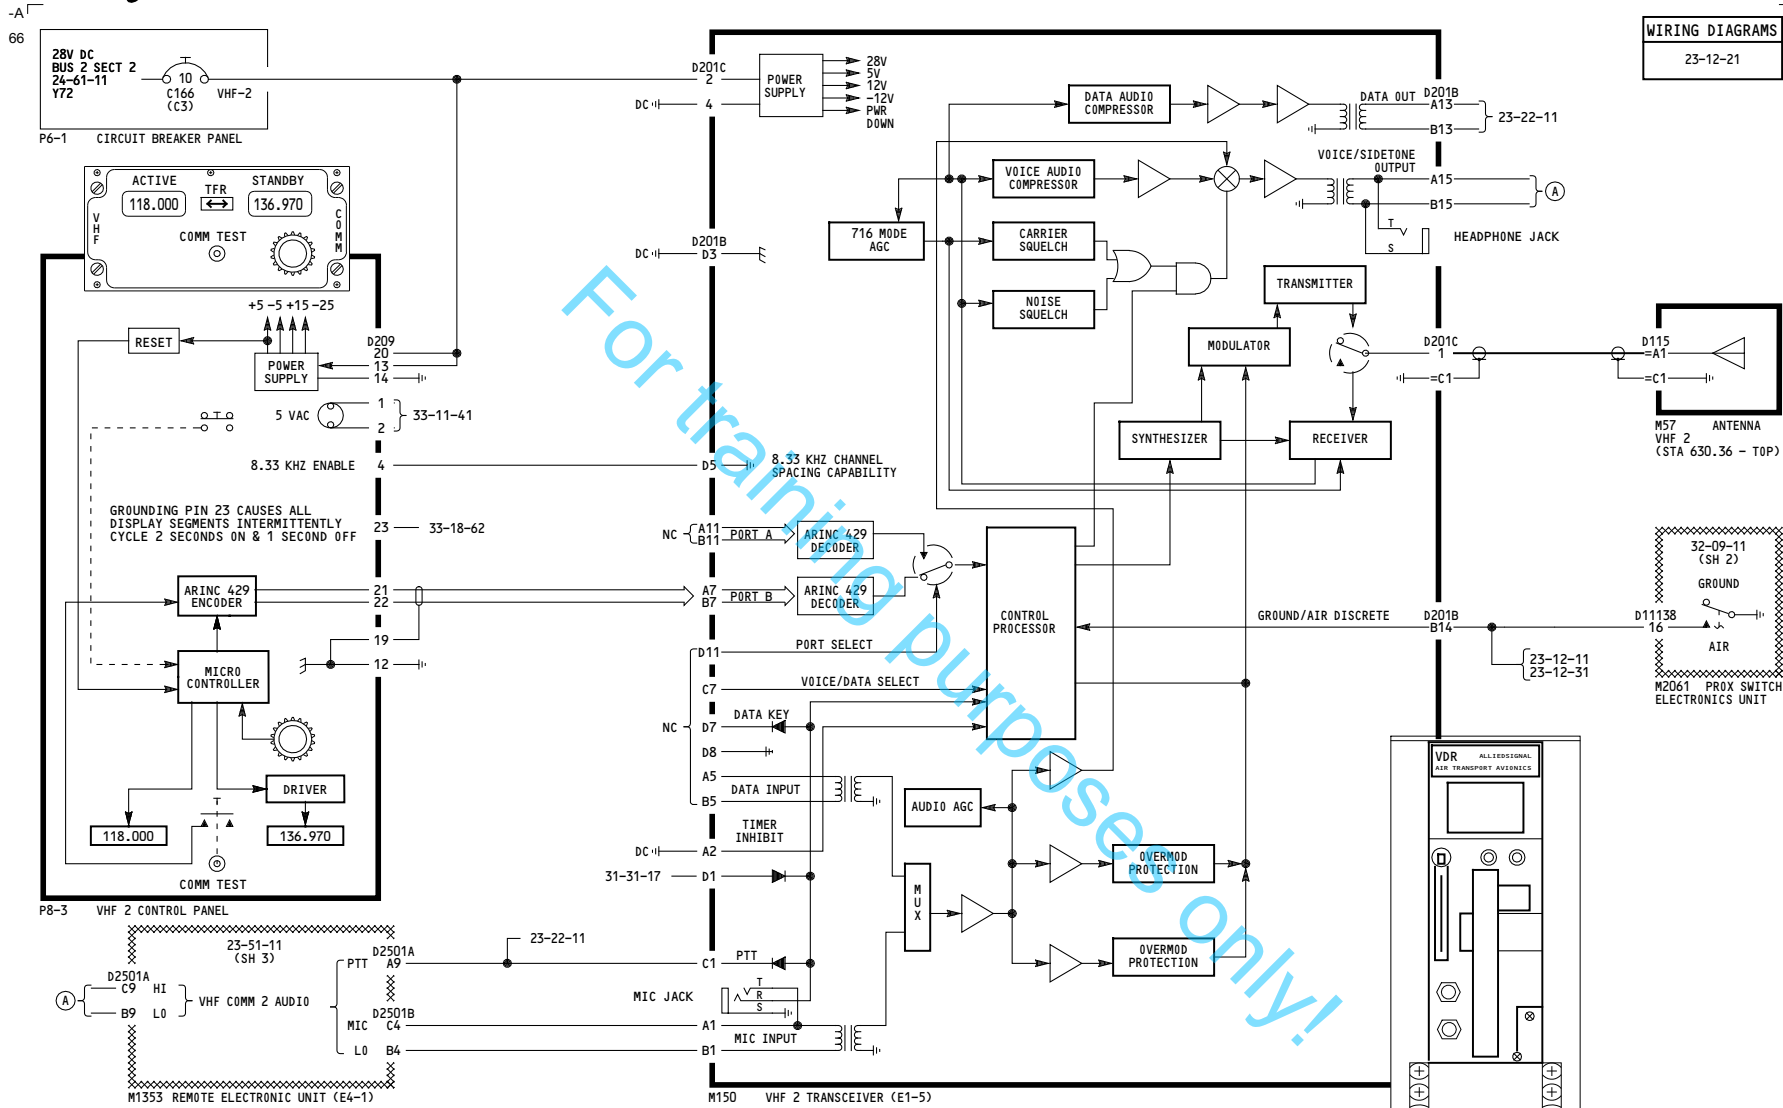 -A
66
WIRING DIAGRAMS
23-12-21
28V DC
BUS 2 SECT 2
24-61-11
Y72
10
C166
(C3)
VHF-2
P6-1 CIRCUIT BREAKER PANEL
ACTIVE
TFR
STANDBY
118.000
136.970
VHF
COMM
COMM TEST
+5 -5 +15 -25
RESET
POWER
SUPPLY
D209
20
13
14
5 VAC
1
2
33-11-41
8.33 KHZ ENABLE
4
GROUNDING PIN 23 CAUSES ALL
DISPLAY SEGMENTS INTERMITTENTLY
CYCLE 2 SECONDS ON & 1 SECOND OFF
23
33-18-62
ARINC 429
ENCODER
21
22
19
12
MICRO
CONTROLLER
DRIVER
118.000
T
136.970
COMM TEST
P8-3 VHF 2 CONTROL PANEL
23-51-11
(SH 3)
D2501A
C9 HI
B9 LO
A
VHF COMM 2 AUDIO
PTT
D2501A
A9
MIC
D2501B
C4
LO
B4
23-22-11
M1353 REMOTE ELECTRONIC UNIT (E4-1)
D201C
2
DC
4
POWER
SUPPLY
28V
5V
12V
-12V
PWR
DOWN
D201B
DC
D3
D5
8.33 KHZ CHANNEL
SPACING CAPABILITY
NC
A11
B11
PORT A
ARINC 429
DECODER
A7
B7
PORT B
ARINC 429
DECODER
D11
PORT SELECT
C7
VOICE/DATA SELECT
NC
D7
DATA KEY
D8
A5
DATA INPUT
B5
TIMER
INHIBIT
DC
A2
31-31-17
D1
C1
PTT
MIC JACK
T
R
S
A1
MIC INPUT
B1
M150 VHF 2 TRANSCEIVER (E1-5)
DATA AUDIO
COMPRESSOR
DATA OUT
D201B
A13
B13
23-22-11
VOICE AUDIO
COMPRESSOR
VOICE/SIDETONE
OUTPUT
A15
B15
A
T
S
HEADPHONE JACK
716 MODE
AGC
CARRIER
SQUELCH
NOISE
SQUELCH
TRANSMITTER
MODULATOR
SYNTHESIZER
RECEIVER
D201C
1
=C1
D115
=A1
=C1
M57 ANTENNA
VHF 2
(STA 630.36 - TOP)
CONTROL
PROCESSOR
GROUND/AIR DISCRETE
D201B
B14
23-12-11
23-12-31
D11138
16
32-09-11
(SH 2)
GROUND
AIR
M2061 PROX SWITCH
ELECTRONICS UNIT
AUDIO AGC
MUX
OVERMOD
PROTECTION
OVERMOD
PROTECTION
VDR ALLIEDSIGNAL
AIR TRANSPORT AVIONICS
For training purposes only!